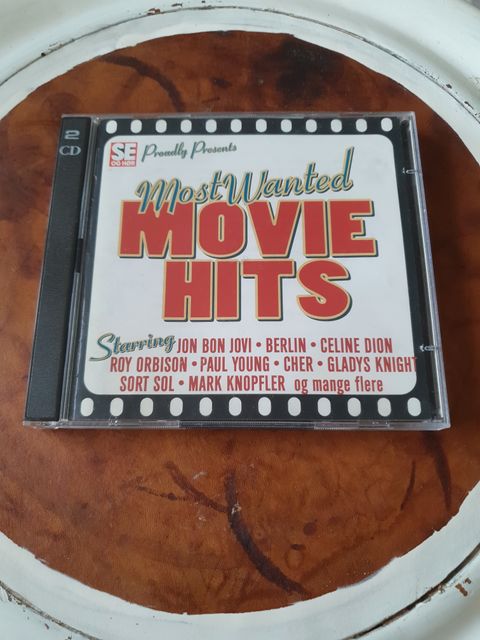 2
CD
SE
OG HØR
Proudly Presents
Most Wanted
MOVIE
HITS
Starring JON BON JOVI • BERLIN • CELINE DION
ROY ORBISON • PAUL YOUNG • CHER • GLADYS KNIGHT
SORT SOL • MARK KNOPFLER og mange flere